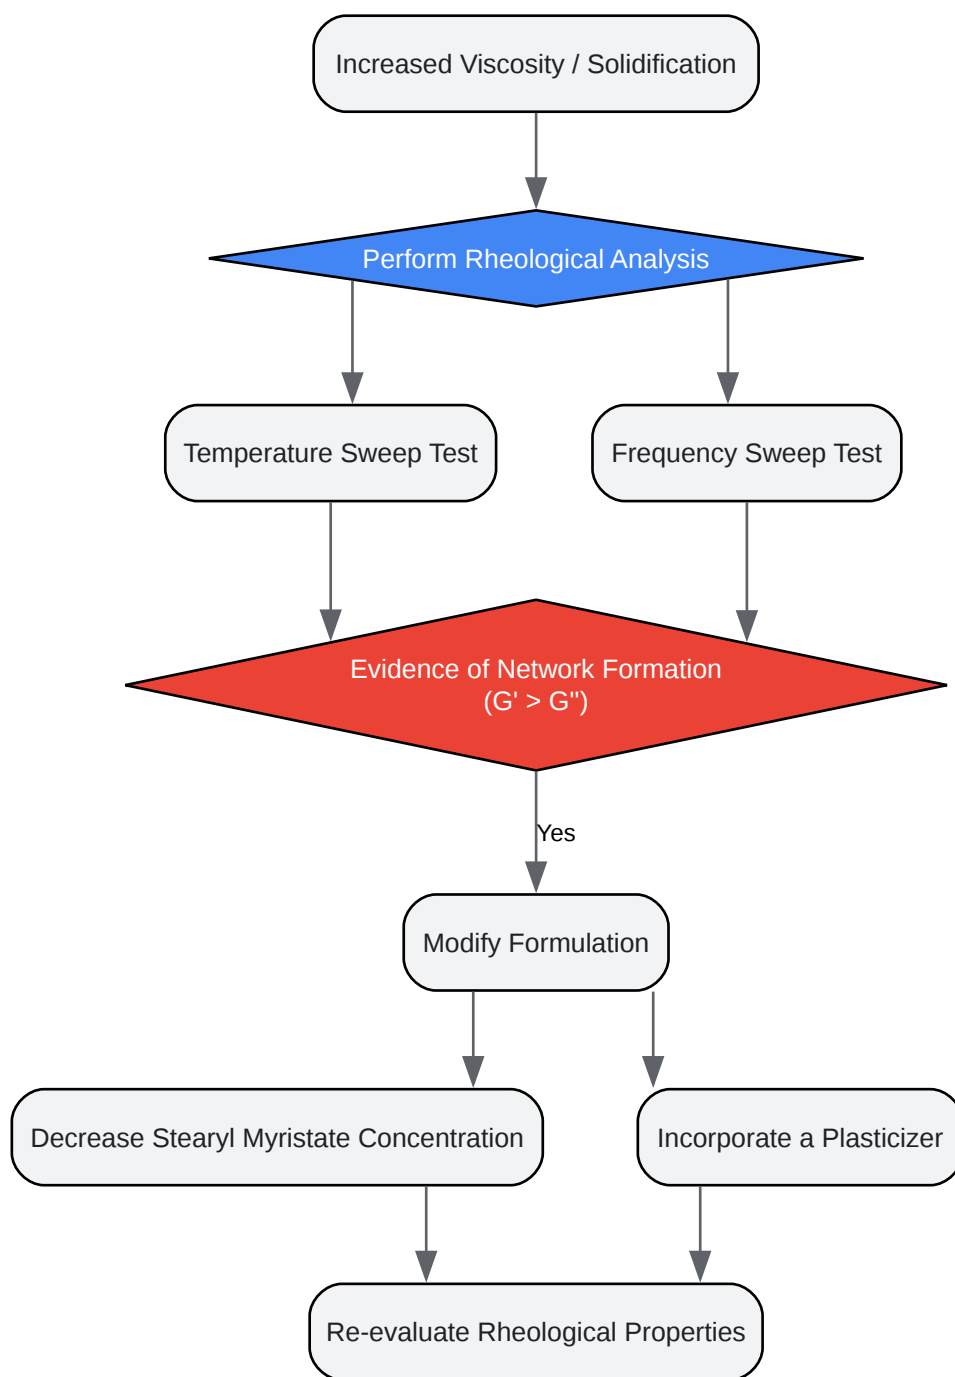 Increased Viscosity / Solidification
Perform Rheological Analysis
Temperature Sweep Test
Frequency Sweep Test
Evidence of Network Formation
(G' > G'')
Yes
Modify Formulation
Decrease Stearyl Myristate Concentration
Incorporate a Plasticizer
Re-evaluate Rheological Properties